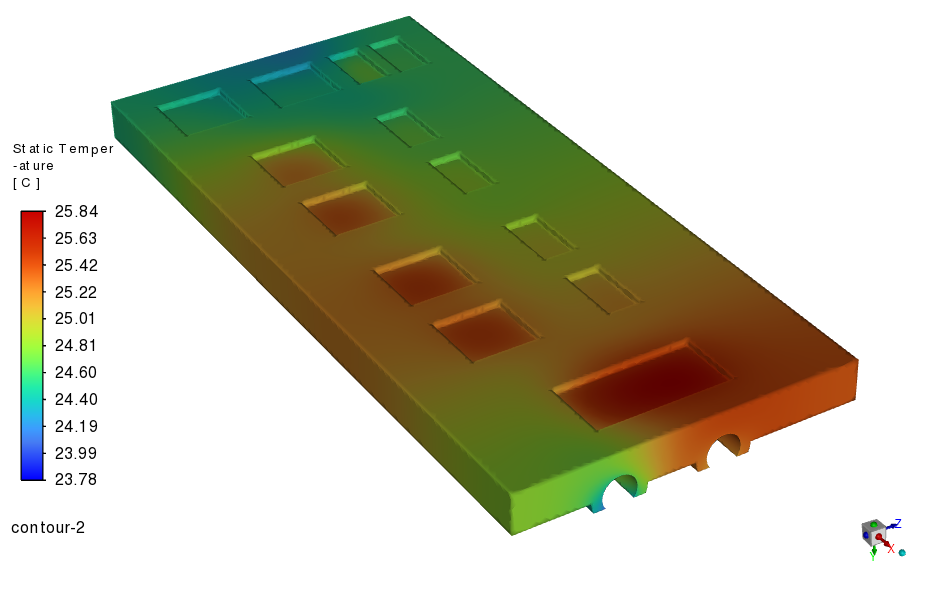 Static Temper
-ature
[ C ]
25.84
25.63
25.42
25.22
25.01
24.81
24.60
24.40
24.19
23.99
23.78
contour-2
Z
X
Y